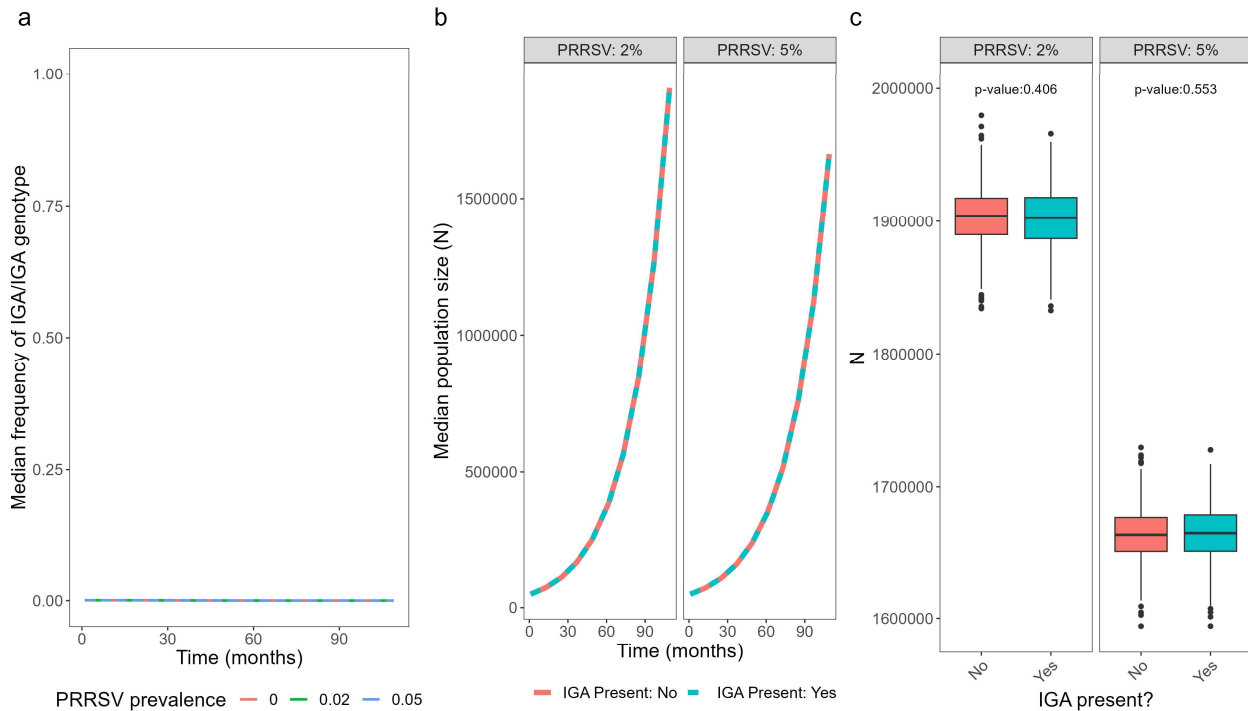 a
Median frequency of IGA/IGA genotype
1.00
0.75
0.50
0.25
0.00
0 30 60 90
Time (months)
PRRSV prevalence 0 0.02 0.05
b
PRRSV: 2% PRRSV: 5%
Median population size (N)
1500000
1000000
500000
0
0 30 60 90 0 30 60 90
Time (months)
IGA Present: No IGA Present: Yes
c
PRRSV: 2% PRRSV: 5%
p-value:0.406 p-value:0.553
N
2000000
1900000
1800000
1700000
1600000
No Yes No Yes
IGA present?